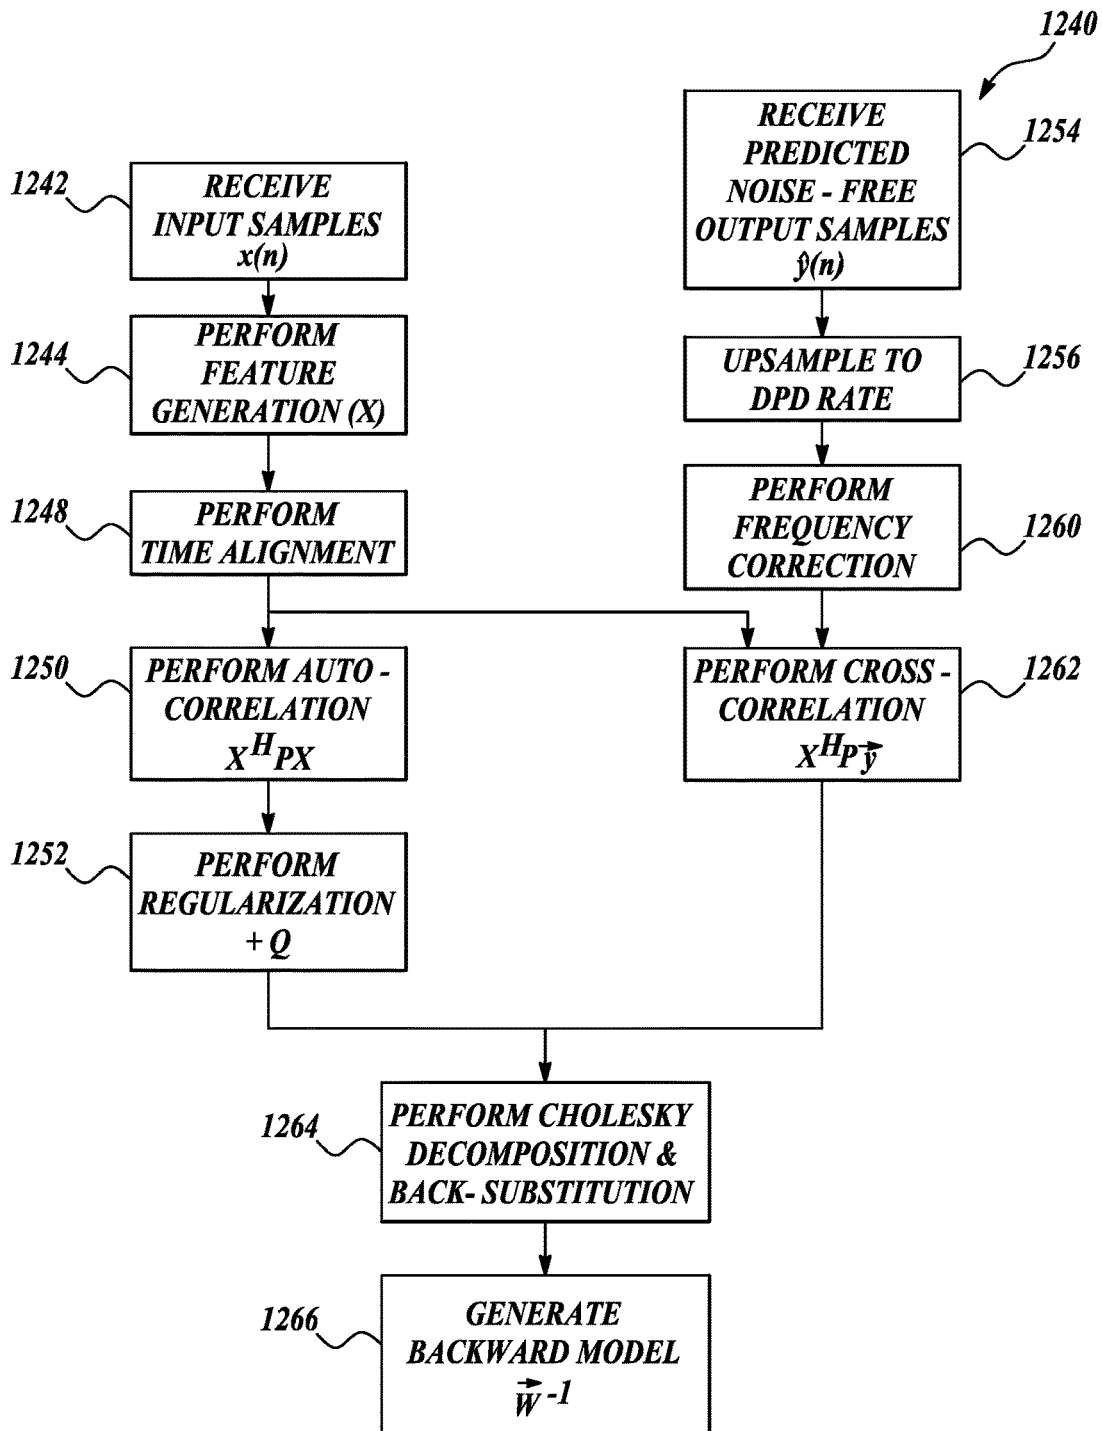 1240
1242
RECEIVE
INPUT SAMPLES
x(n)
1254
RECEIVE
PREDICTED
NOISE - FREE
OUTPUT SAMPLES
ŷ(n)
1244
PERFORM
FEATURE
GENERATION (X)
1256
UPSAMPLE TO
DPD RATE
1248
PERFORM
TIME ALIGNMENT
1260
PERFORM
FREQUENCY
CORRECTION
1250
PERFORM AUTO -
CORRELATION
X^H PX
1262
PERFORM CROSS -
CORRELATION
X^H P y⃗
1252
PERFORM
REGULARIZATION
+ Q
1264
PERFORM CHOLESKY
DECOMPOSITION &
BACK- SUBSTITUTION
1266
GENERATE
BACKWARD MODEL
W⃗ -1